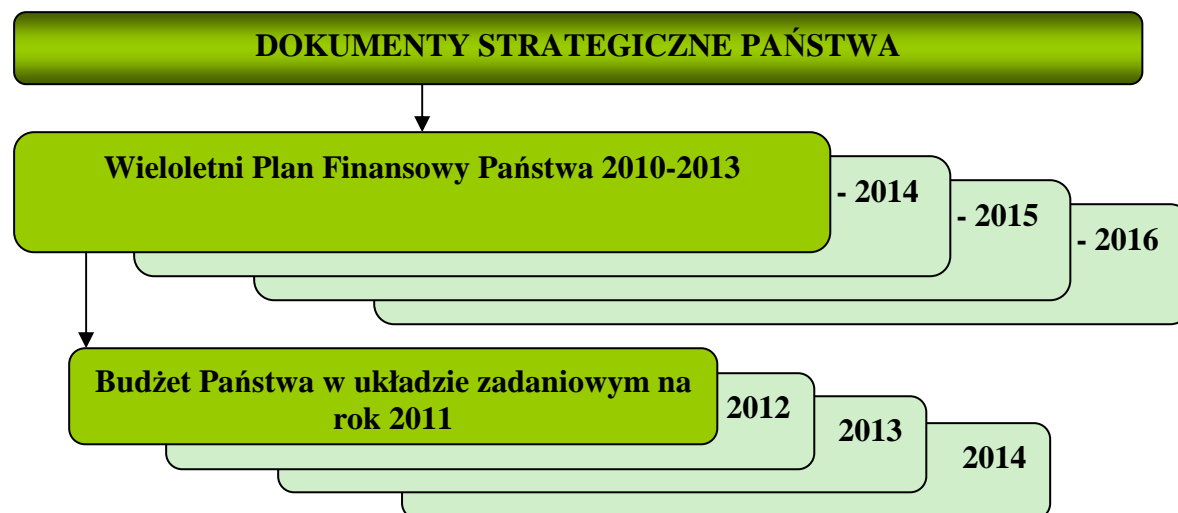 DOKUMENTY STRATEGICZNE PAŃSTWA
Wieloletni Plan Finansowy Państwa 2010-2013
- 2014
- 2015
- 2016
Budżet Państwa w układzie zadaniowym na
rok 2011
2012
2013
2014